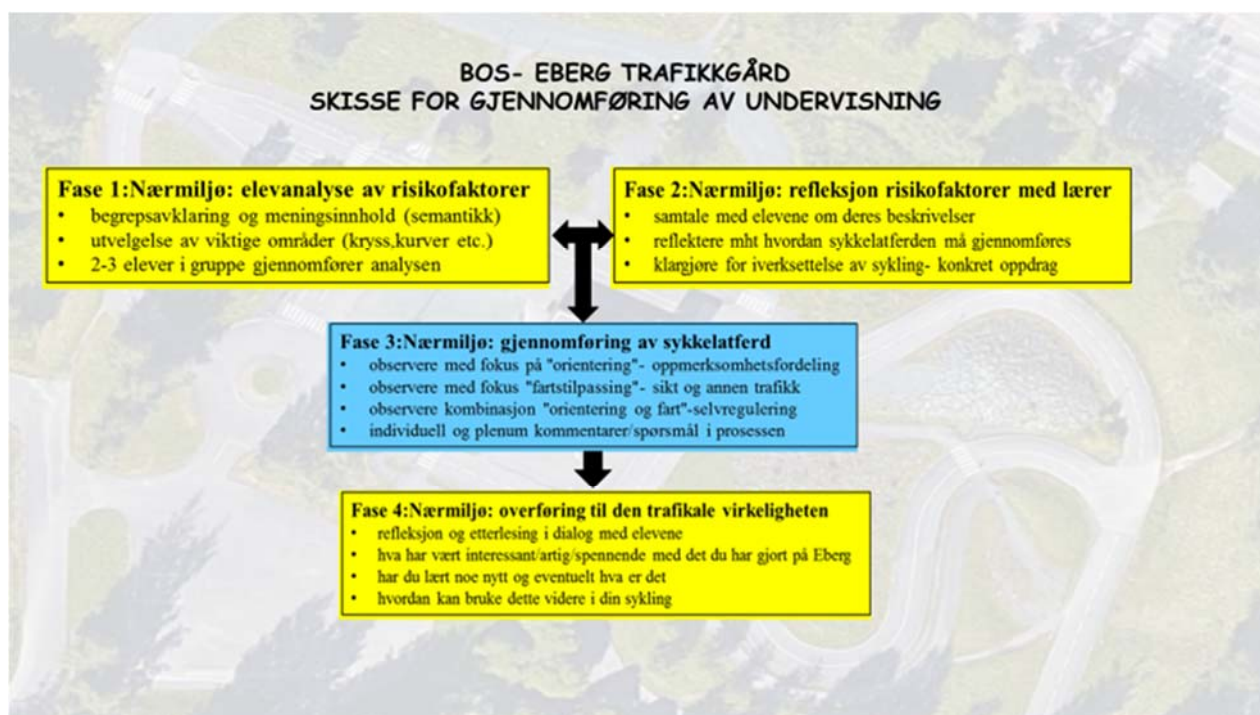 BOS- EBERG TRAFIKKGÅRD
SKISSE FOR GJENNOMFØRING AV UNDERVISNING
Fase 1:Nærmiljø: elevanalyse av risikofaktorer
• begrepsavklaring og meningsinnhold (semantikk)
• utvelgelse av viktige områder (kryss,kurver etc.)
• 2-3 elever i gruppe gjennomfører analysen
Fase 2:Nærmiljø: refleksjon risikofaktorer med lærer
• samtale med elevene om deres beskrivelser
• reflektere mht hvordan sykkelatferden må gjennomføres
• klargjøre for iverksettelse av sykling- konkret oppdrag
Fase 3:Nærmiljø: gjennomføring av sykkelatferd
• observere med fokus på "orientering"- oppmerksomhetsfordeling
• observere med fokus "fartstilpassing"- sikt og annen trafikk
• observere kombinasjon "orientering og fart"-selvregulering
• individuell og plenum kommentarer/spørsmål i prosessen
Fase 4:Nærmiljø: overføring til den trafikale virkeligheten
• refleksjon og etterlesing i dialog med elevene
• hva har vært interessant/artig/spennende med det du har gjort på Eberg
• har du lært noe nytt og eventuelt hva er det
• hvordan kan bruke dette videre i din sykling